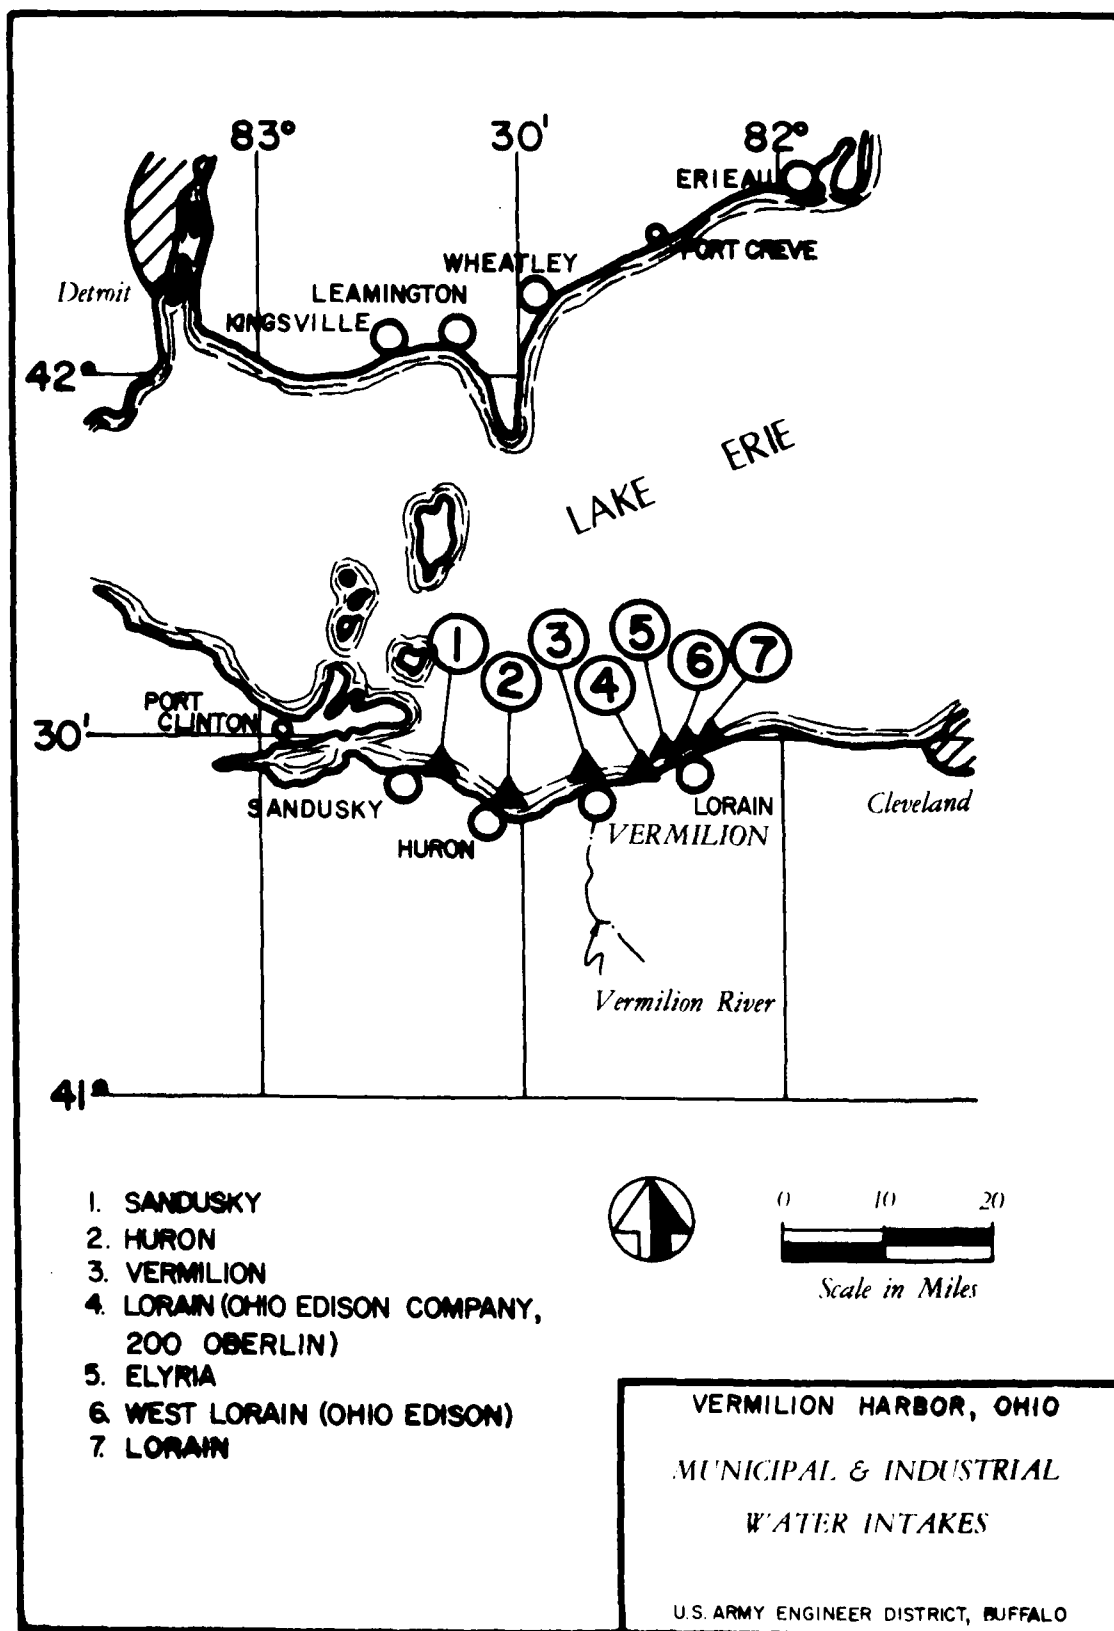 83° 30' 82°
ERIEAU
PORT CREVE
WHEATLEY
Detroit
LEAMINGTON
KINGSVILLE
42°
LAKE ERIE
1 2 3 4 5 6 7
PORT
CLINTON
30'
SANDUSKY
HURON
LORAIN
VERMILION
Cleveland
Vermilion River
41°
1. SANDUSKY
2. HURON
3. VERMILION
4. LORAIN (OHIO EDISON COMPANY,
200 OBERLIN)
5. ELYRIA
6. WEST LORAIN (OHIO EDISON)
7. LORAIN
0 10 20
Scale in Miles
VERMILION HARBOR, OHIO
MUNICIPAL & INDUSTRIAL
WATER INTAKES
U.S. ARMY ENGINEER DISTRICT, BUFFALO